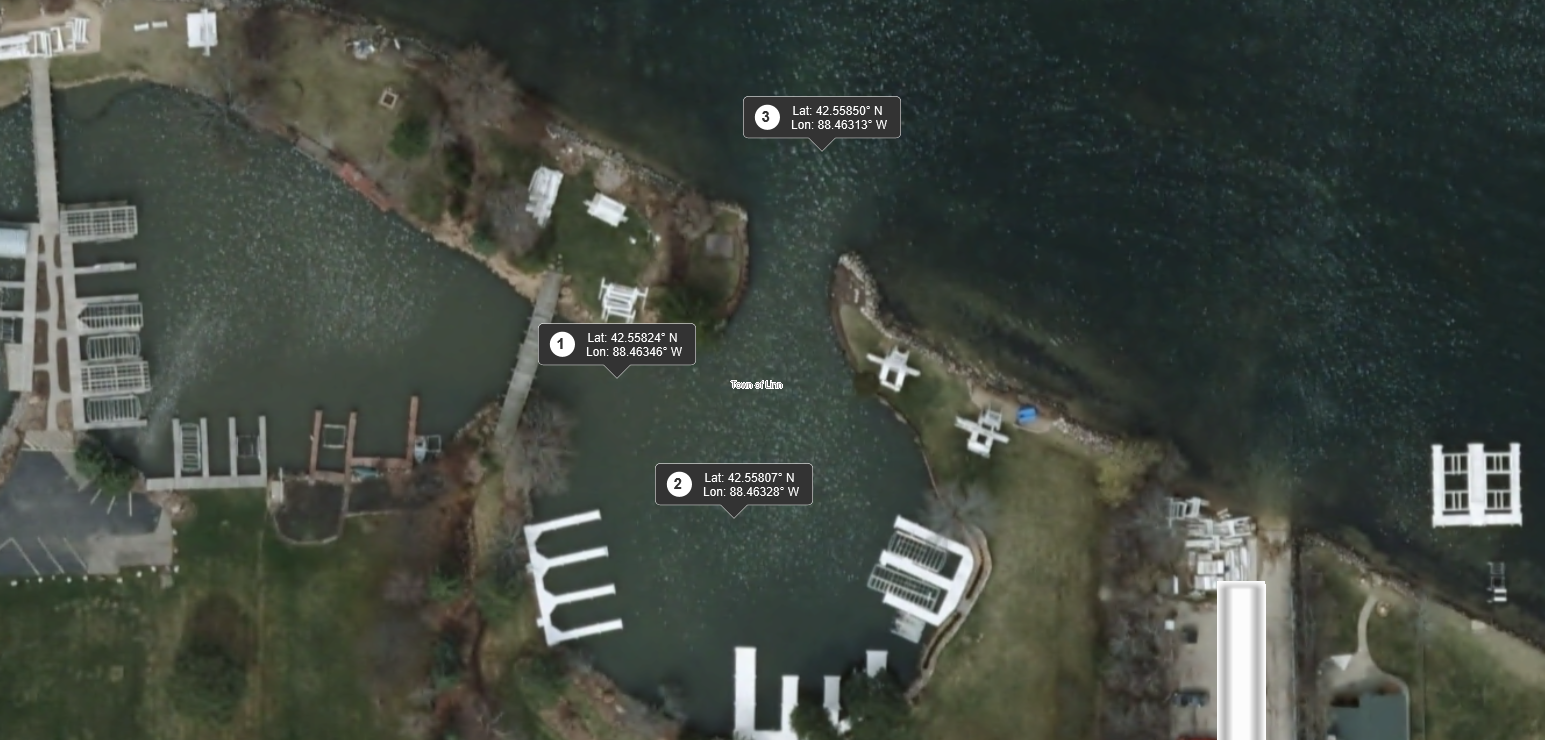 3
Lat: 42.55850° N
Lon: 88.46313° W
1
Lat: 42.55824° N
Lon: 88.46346° W
Town of Linn
2
Lat: 42.55807° N
Lon: 88.46328° W